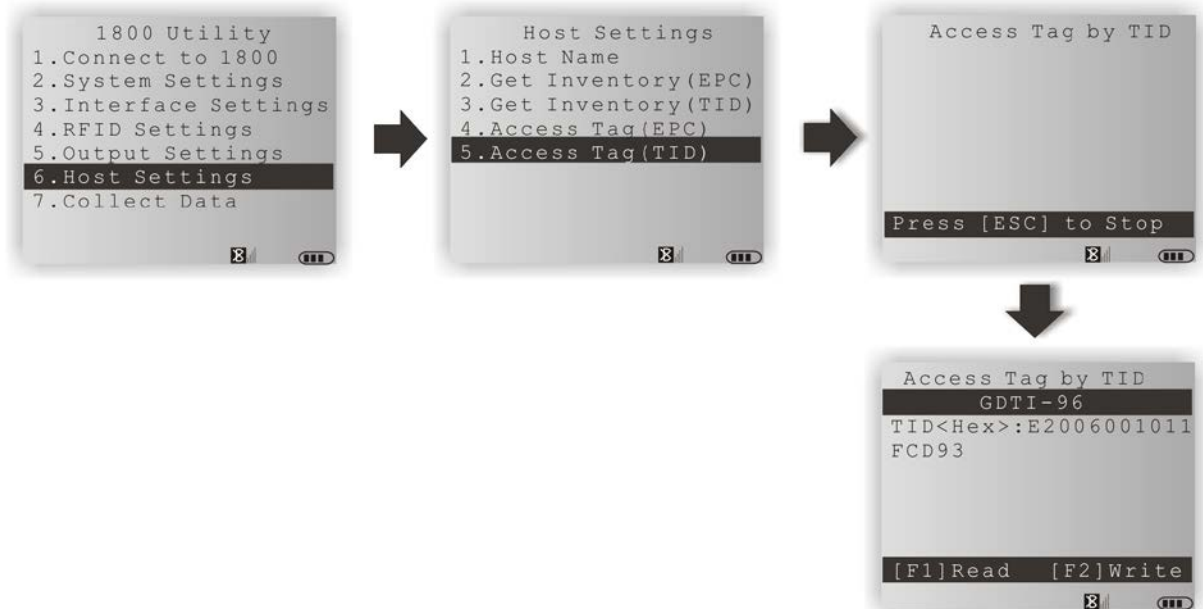 1800 Utility
1.Connect to 1800
2.System Settings
3.Interface Settings
4.RFID Settings
5.Output Settings
6.Host Settings
7.Collect Data
Host Settings
1.Host Name
2.Get Inventory(EPC)
3.Get Inventory(TID)
4.Access Tag(EPC)
5.Access Tag(TID)
Access Tag by TID
Press [ESC] to Stop
Access Tag by TID
GDTI-96
TID<Hex>:E2006001011
FCD93
[F1]Read [F2]Write